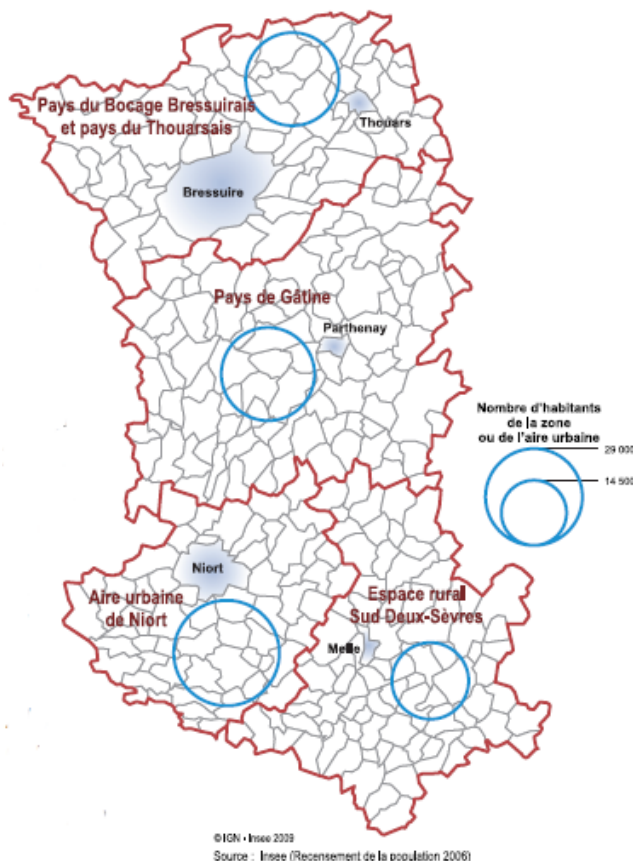 Pays du Bocage Bressuirais
et pays du Thouarsais
Thouars
Bressuire
Pays de Gâtine
Parthenay
Nombre d'habitants
de la zone
ou de l'aire urbaine
29 000
14 500
Niort
Aire urbaine
de Niort
Espace rural
Sud Deux-Sèvres
Melle
©IGN - Insee 2009
Source : Insee (Recensement de la population 2006)